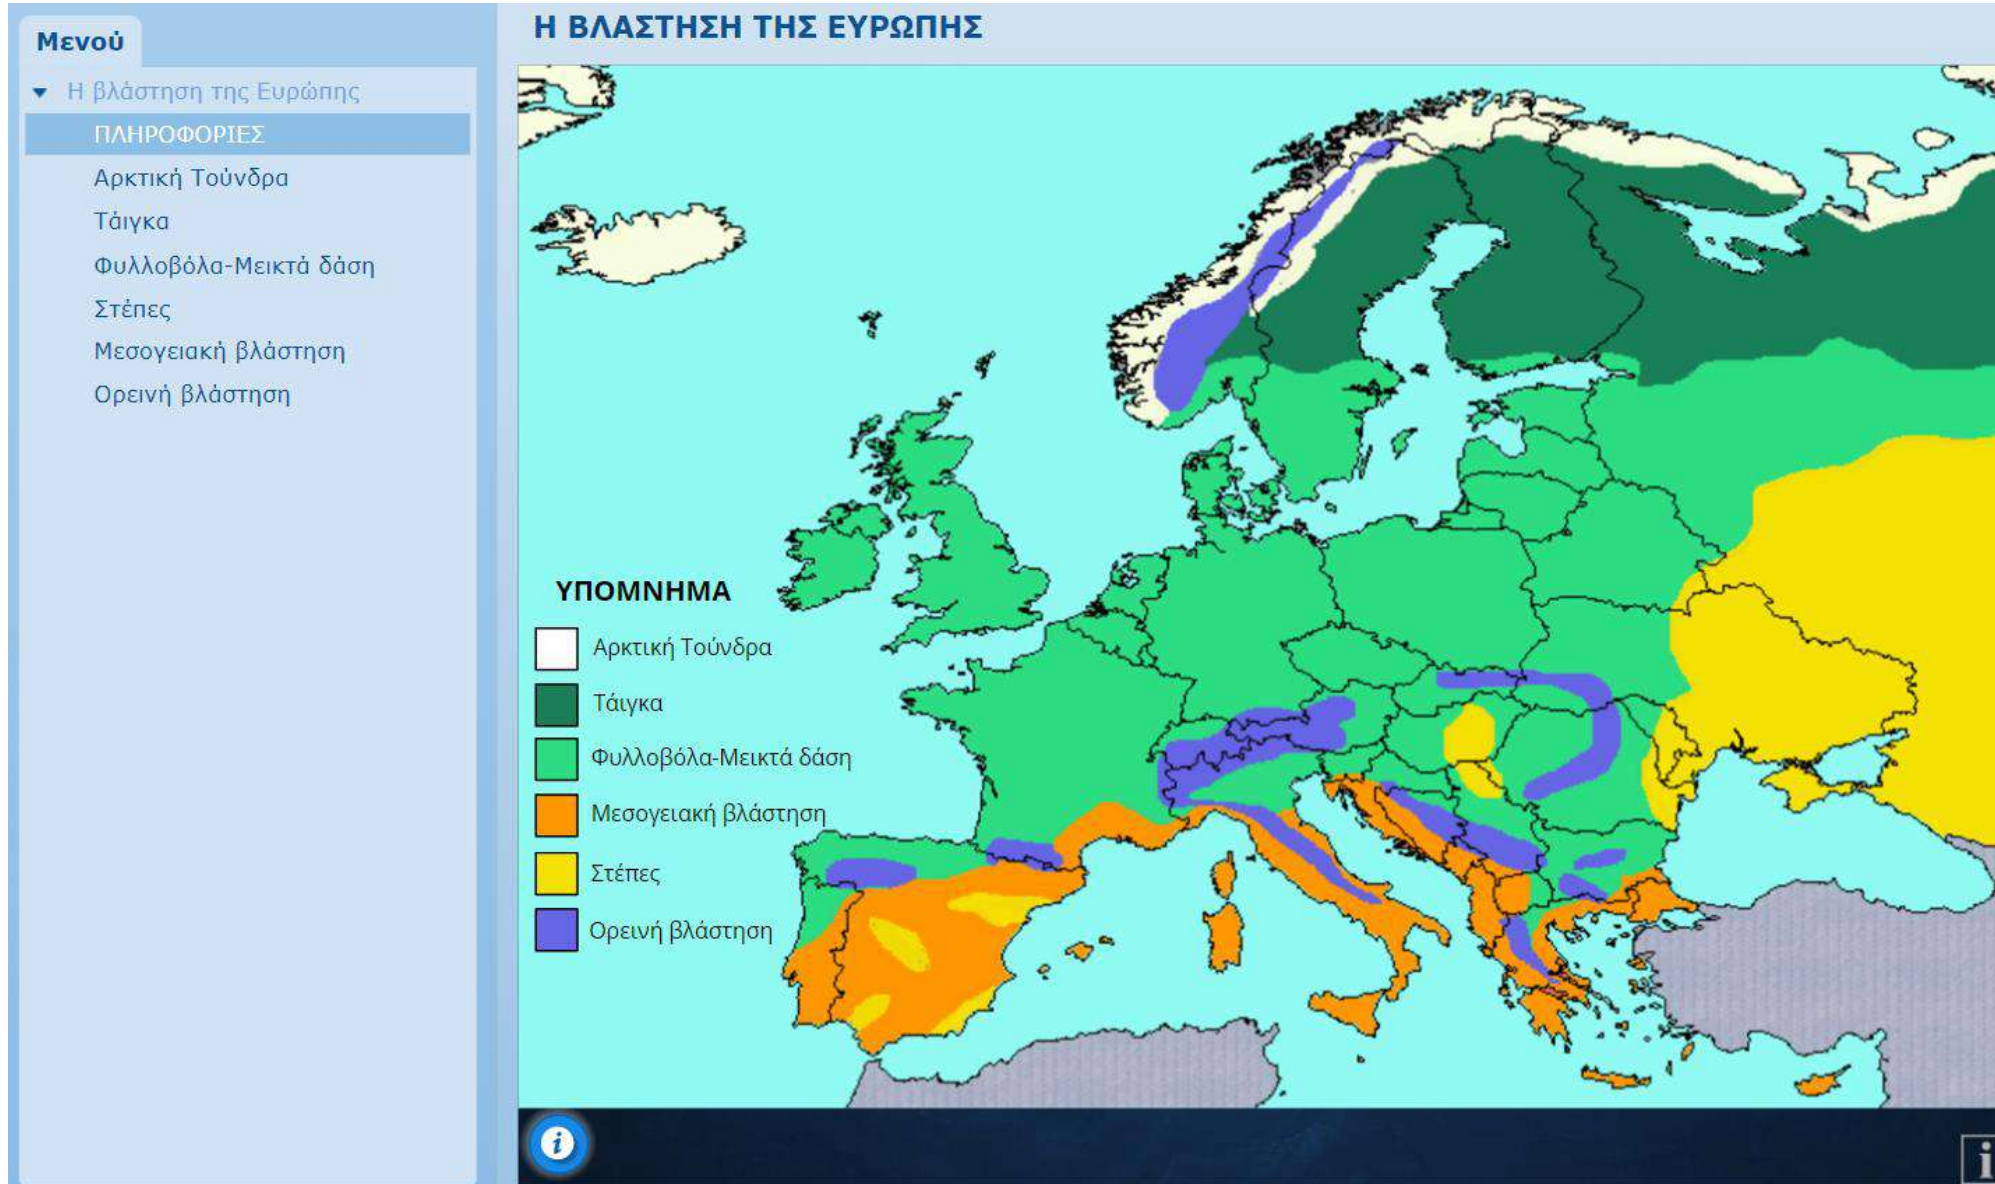 Μενού
Η βλάστηση της Ευρώπης
ΠΛΗΡΟΦΟΡΙΕΣ
Αρκτική Τούνδρα
Τάιγκα
Φυλλοβόλα-Μεικτά δάση
Στέπες
Μεσογειακή βλάστηση
Ορεινή βλάστηση
Η ΒΛΑΣΤΗΣΗ ΤΗΣ ΕΥΡΩΠΗΣ
ΥΠΟΜΝΗΜΑ
Αρκτική Τούνδρα
Τάιγκα
Φυλλοβόλα-Μεικτά δάση
Μεσογειακή βλάστηση
Στέπες
Ορεινή βλάστηση
i
i